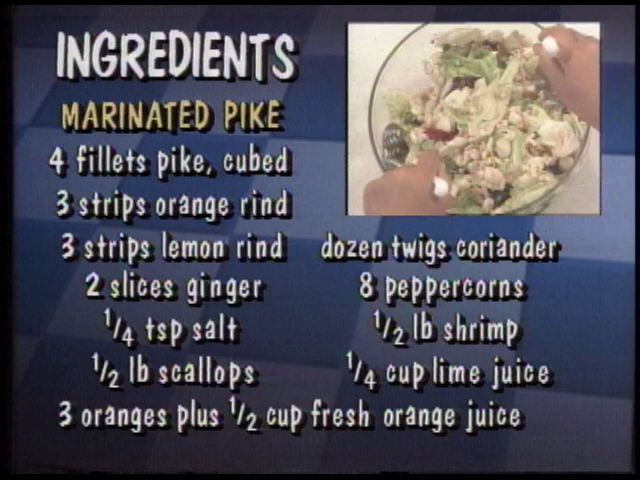 INGREDIENTS
MARINATED PIKE
4 fillets pike, cubed
3 strips orange rind
3 strips lemon rind
dozen twigs coriander
2 slices ginger
8 peppercorns
1/4 tsp salt
1/2 lb shrimp
1/2 lb scallops
1/4 cup lime juice
3 oranges plus 1/2 cup fresh orange juice